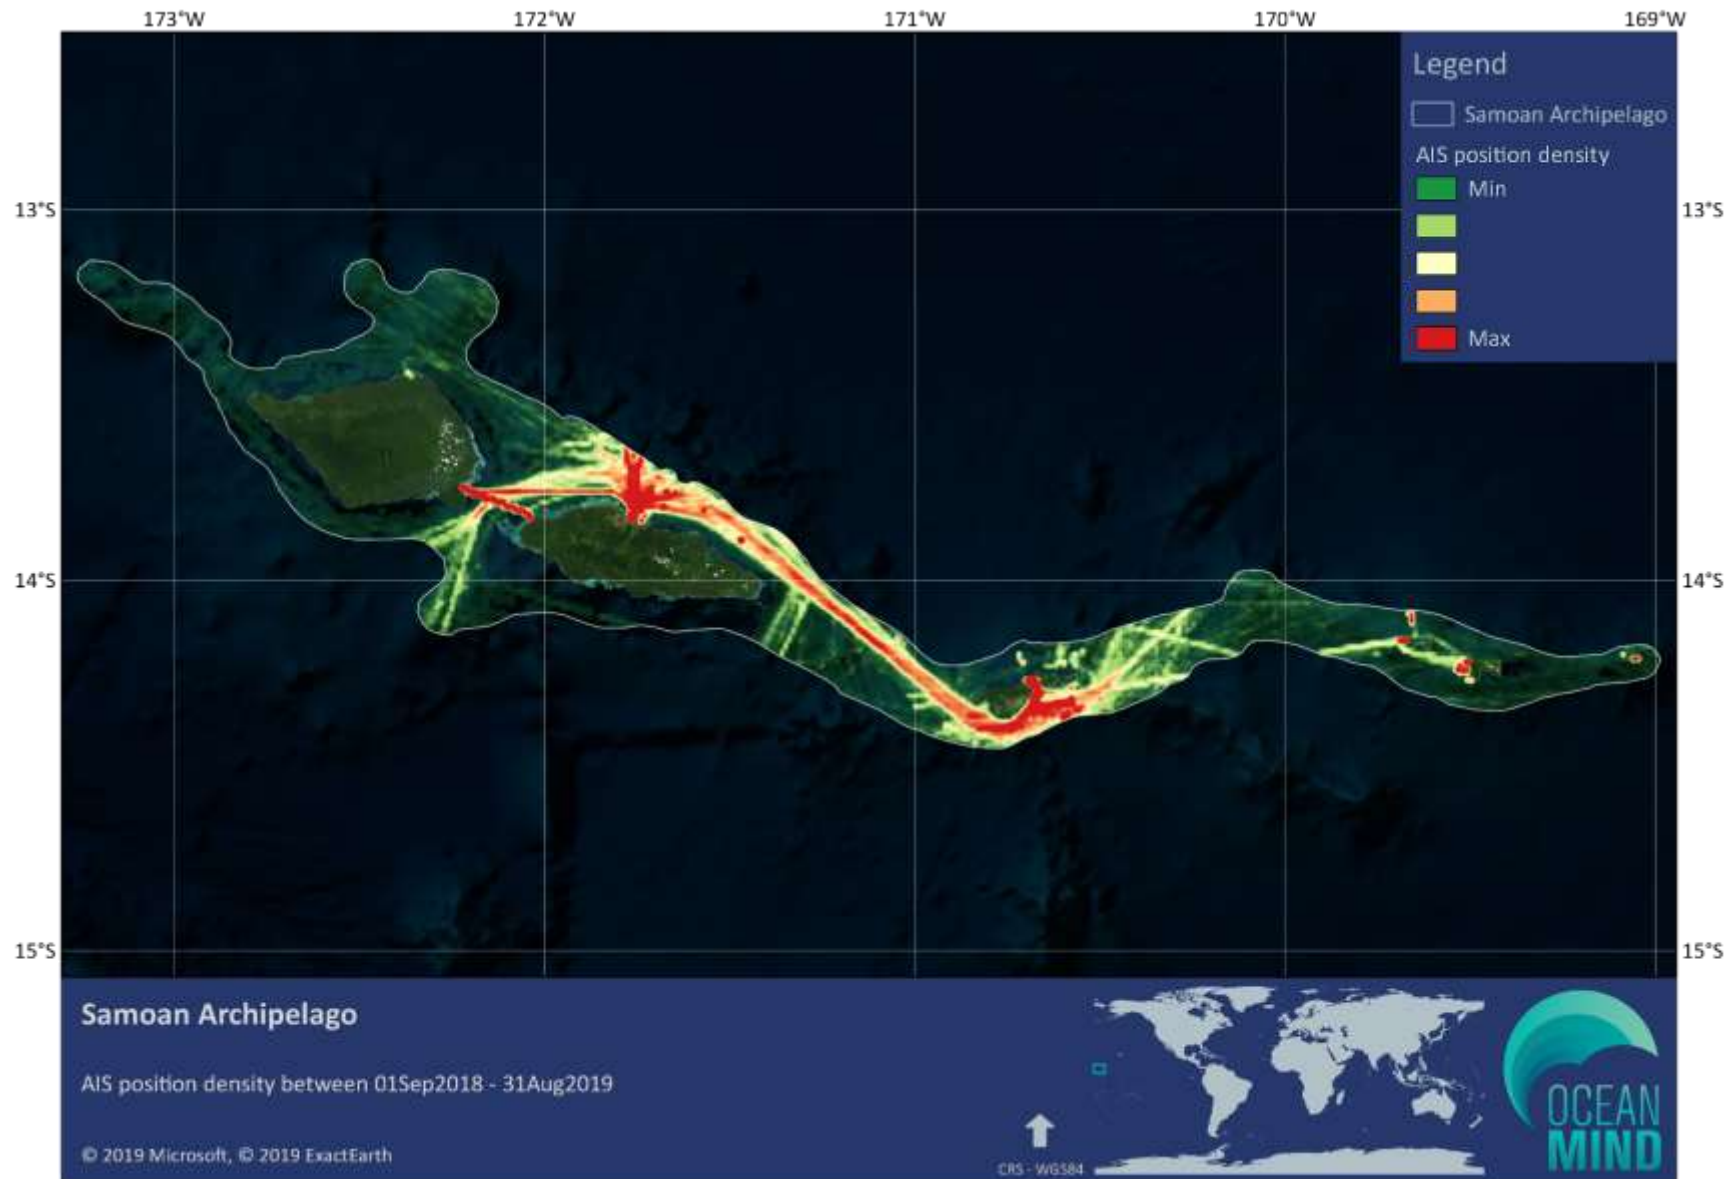 173°W 172°W 171°W 170°W 169°W
Legend
Samoan Archipelago
AIS position density
Min
Max
13°S 13°S
14°S 14°S
15°S 15°S
Samoan Archipelago
AIS position density between 01Sep2018 - 31Aug2019
© 2019 Microsoft, © 2019 ExactEarth
CRS - WGS84
OCEAN
MIND